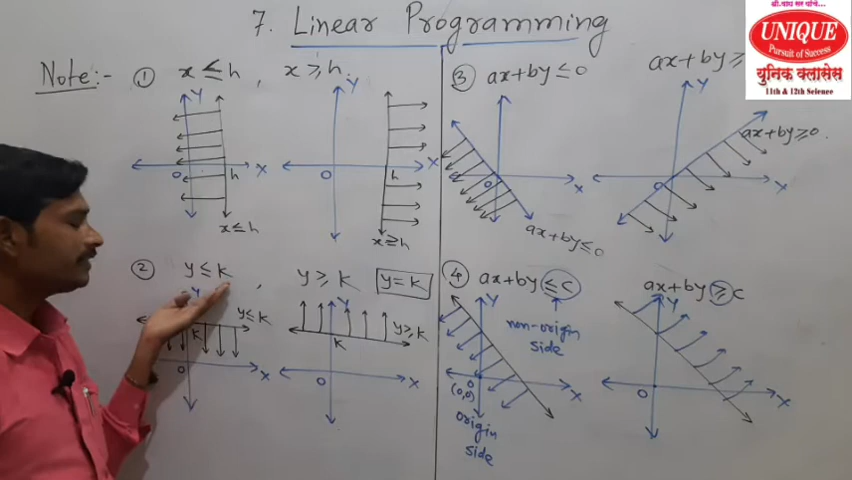 7. Linear Programming
UNIQUE
Pursuit of Success
युनिक क्लासेस
11th & 12th Science
Note:-
① x ≤ h , x ≥ h.
Y
X
O
h
x ≤ h
Y
X
O
h
x ≥ h
② y ≤ k , y ≥ k y = k
Y
y ≤ k
k
O
X
Y
y ≥ k
k
O
X
③ ax + by ≤ 0
O
X
ax + by ≤ 0
ax + by ≥
Y
ax + by ≥ 0.
O
X
④ ax + by ≤ c
Y
non-origin
side
O
(0,0)
X
origin
side
ax + by ≥ c
Y
O
X